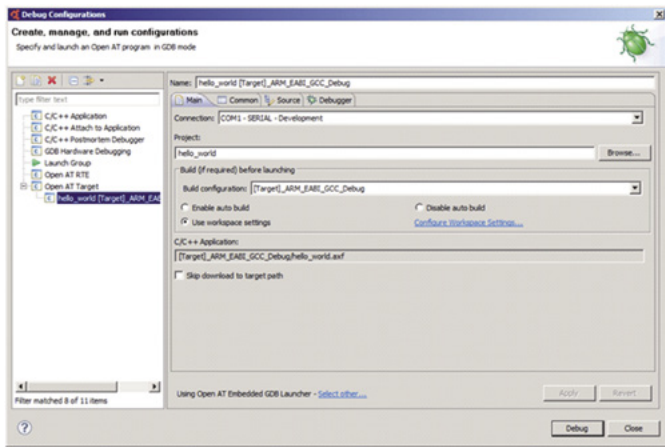 Debug Configurations
Create, manage, and run configurations
Specify and launch an Open AT program in GDB mode
type filter text
C/C++ Application
C/C++ Attach to Application
C/C++ Postmortem Debugger
GDB Hardware Debugging
Launch Group
Open AT RTE
Open AT Target
hello_world [Target]_ARM_EAB
Filter matched 8 of 11 items
Name: hello_world [Target]_ARM_EABI_GCC_Debug
Main Common Source Debugger
Connection: COM1 - SERIAL - Development
Project:
hello_world Browse...
Build (if required) before launching
Build configuration: [Target]_ARM_EABI_GCC_Debug
Enable auto build Disable auto build
Use workspace settings Configure Workspace Settings...
C/C++ Application:
[Target]_ARM_EABI_GCC_Debug/hello_world.axf
Skip download to target path
Using Open AT Embedded GDB Launcher - Select other...
Apply Revert
Debug Close